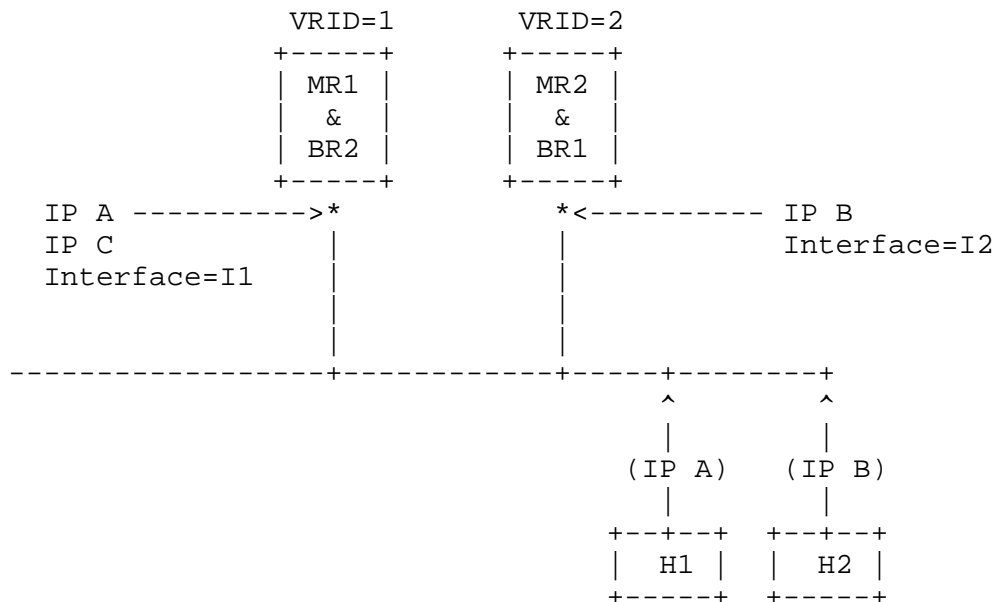 VRID=1 VRID=2
+-----+ +-----+
| MR1 | | MR2 |
| & | | & |
| BR2 | | BR1 |
+-----+ +-----+
IP A ---------->* *<---------- IP B
IP C | | Interface=I2
Interface=I1 | |
| |
| |
------------------+------------+-----+--------+
^ ^
| |
(IP A) (IP B)
| |
+--+--+ +--+--+
| H1 | | H2 |
+-----+ +-----+